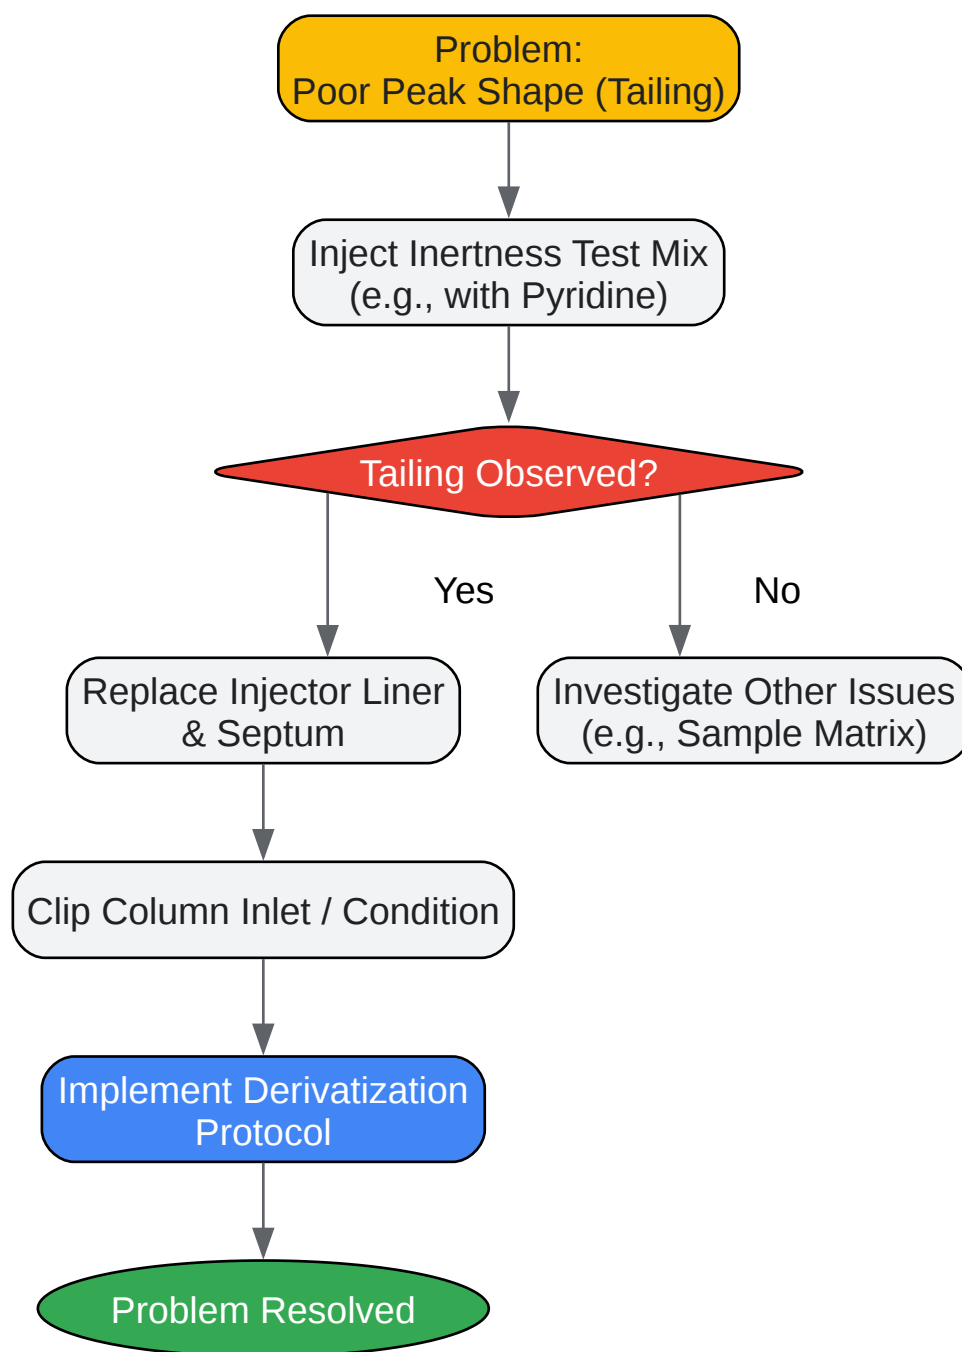 Problem:
Poor Peak Shape (Tailing)
Inject Inertness Test Mix
(e.g., with Pyridine)
Tailing Observed?
Yes
No
Replace Injector Liner
& Septum
Investigate Other Issues
(e.g., Sample Matrix)
Clip Column Inlet / Condition
Implement Derivatization
Protocol
Problem Resolved